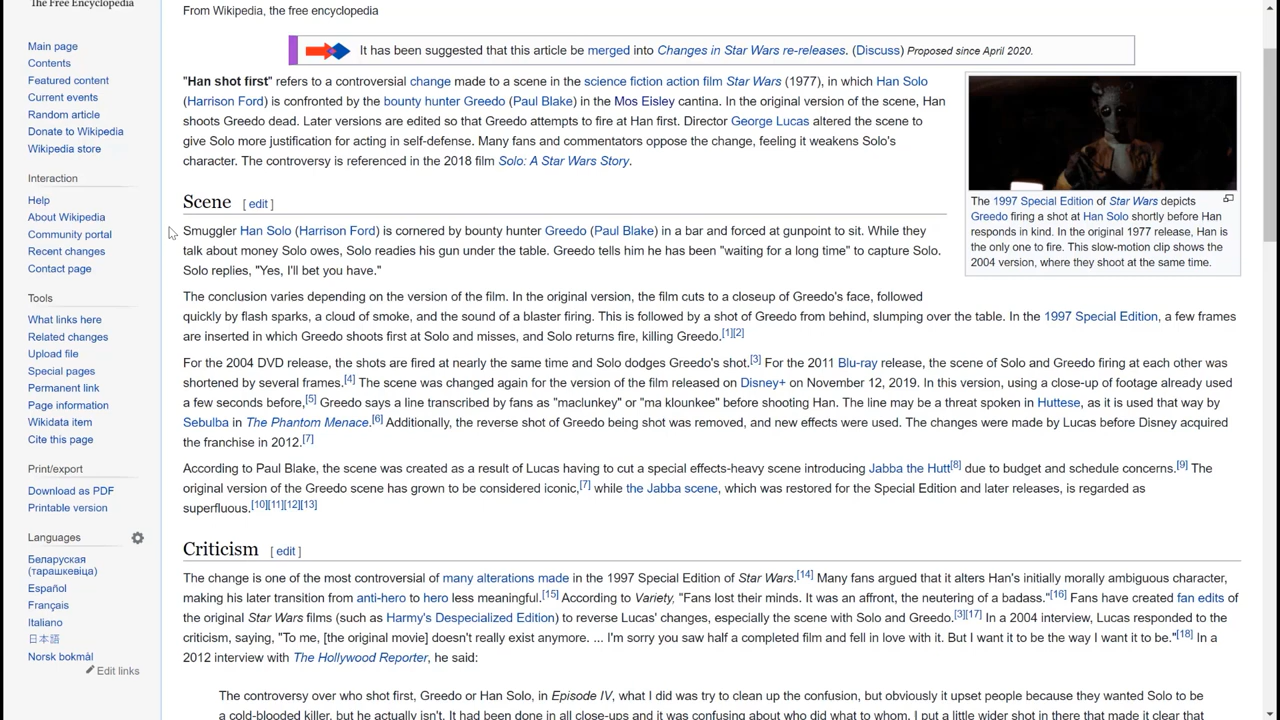 The Free Encyclopedia
Main page
Contents
Featured content
Current events
Random article
Donate to Wikipedia
Wikipedia store
Interaction
Help
About Wikipedia
Community portal
Recent changes
Contact page
Tools
What links here
Related changes
Upload file
Special pages
Permanent link
Page information
Wikidata item
Cite this page
Print/export
Download as PDF
Printable version
Languages
Беларуская
(тарашкевіца)
Español
Français
Italiano
日本語
Norsk bokmål
Edit links
From Wikipedia, the free encyclopedia
It has been suggested that this article be merged into Changes in Star Wars re-releases. (Discuss) Proposed since April 2020.
"Han shot first" refers to a controversial change made to a scene in the science fiction action film Star Wars (1977), in which Han Solo
(Harrison Ford) is confronted by the bounty hunter Greedo (Paul Blake) in the Mos Eisley cantina. In the original version of the scene, Han
shoots Greedo dead. Later versions are edited so that Greedo attempts to fire at Han first. Director George Lucas altered the scene to
give Solo more justification for acting in self-defense. Many fans and commentators oppose the change, feeling it weakens Solo's
character. The controversy is referenced in the 2018 film Solo: A Star Wars Story.
The 1997 Special Edition of Star Wars depicts
Greedo firing a shot at Han Solo shortly before Han
responds in kind. In the original 1977 release, Han is
the only one to fire. This slow-motion clip shows the
2004 version, where they shoot at the same time.
Scene [ edit ]
Smuggler Han Solo (Harrison Ford) is cornered by bounty hunter Greedo (Paul Blake) in a bar and forced at gunpoint to sit. While they
talk about money Solo owes, Solo readies his gun under the table. Greedo tells him he has been "waiting for a long time" to capture Solo.
Solo replies, "Yes, I'll bet you have."
The conclusion varies depending on the version of the film. In the original version, the film cuts to a closeup of Greedo's face, followed
quickly by flash sparks, a cloud of smoke, and the sound of a blaster firing. This is followed by a shot of Greedo from behind, slumping over the table. In the 1997 Special Edition, a few frames
are inserted in which Greedo shoots first at Solo and misses, and Solo returns fire, killing Greedo.[1][2]
For the 2004 DVD release, the shots are fired at nearly the same time and Solo dodges Greedo's shot.[3] For the 2011 Blu-ray release, the scene of Solo and Greedo firing at each other was
shortened by several frames.[4] The scene was changed again for the version of the film released on Disney+ on November 12, 2019. In this version, using a close-up of footage already used
a few seconds before,[5] Greedo says a line transcribed by fans as "maclunkey" or "ma klounkee" before shooting Han. The line may be a threat spoken in Huttese, as it is used that way by
Sebulba in The Phantom Menace.[6] Additionally, the reverse shot of Greedo being shot was removed, and new effects were used. The changes were made by Lucas before Disney acquired
the franchise in 2012.[7]
According to Paul Blake, the scene was created as a result of Lucas having to cut a special effects-heavy scene introducing Jabba the Hutt[8] due to budget and schedule concerns.[9] The
original version of the Greedo scene has grown to be considered iconic,[7] while the Jabba scene, which was restored for the Special Edition and later releases, is regarded as
superfluous.[10][11][12][13]
Criticism [ edit ]
The change is one of the most controversial of many alterations made in the 1997 Special Edition of Star Wars.[14] Many fans argued that it alters Han's initially morally ambiguous character,
making his later transition from anti-hero to hero less meaningful.[15] According to Variety, "Fans lost their minds. It was an affront, the neutering of a badass."[16] Fans have created fan edits of
the original Star Wars films (such as Harmy's Despecialized Edition) to reverse Lucas' changes, especially the scene with Solo and Greedo.[3][17] In a 2004 interview, Lucas responded to the
criticism, saying, "To me, [the original movie] doesn't really exist anymore. ... I'm sorry you saw half a completed film and fell in love with it. But I want it to be the way I want it to be."[18] In a
2012 interview with The Hollywood Reporter, he said:
The controversy over who shot first, Greedo or Han Solo, in Episode IV, what I did was try to clean up the confusion, but obviously it upset people because they wanted Solo to be
a cold-blooded killer, but he actually isn't. It had been done in all close-ups and it was confusing about who did what to whom. I put a little wider shot in there that made it clear that